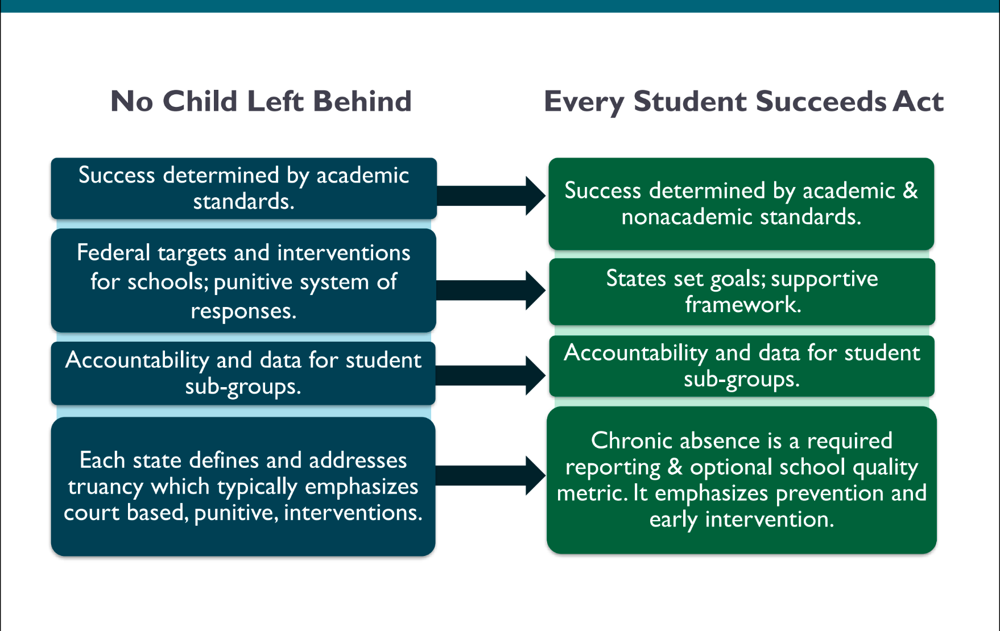 No Child Left Behind
Every Student Succeeds Act
Success determined by academic
standards.
Success determined by academic &
nonacademic standards.
Federal targets and interventions
for schools; punitive system of
responses.
States set goals; supportive
framework.
Accountability and data for student
sub-groups.
Accountability and data for student
sub-groups.
Each state defines and addresses
truancy which typically emphasizes
court based, punitive, interventions.
Chronic absence is a required
reporting & optional school quality
metric. It emphasizes prevention and
early intervention.